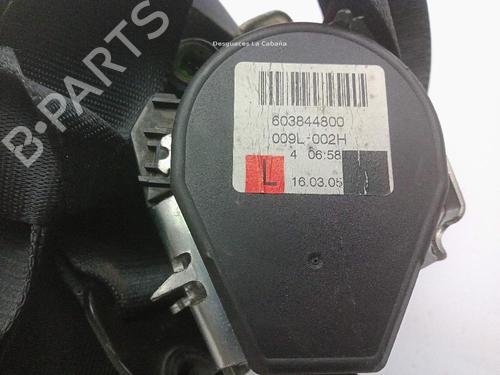 Desguaces La Cabaña
B-PARTS
603844800
009L-002H
4 06:58
L 16.03.05